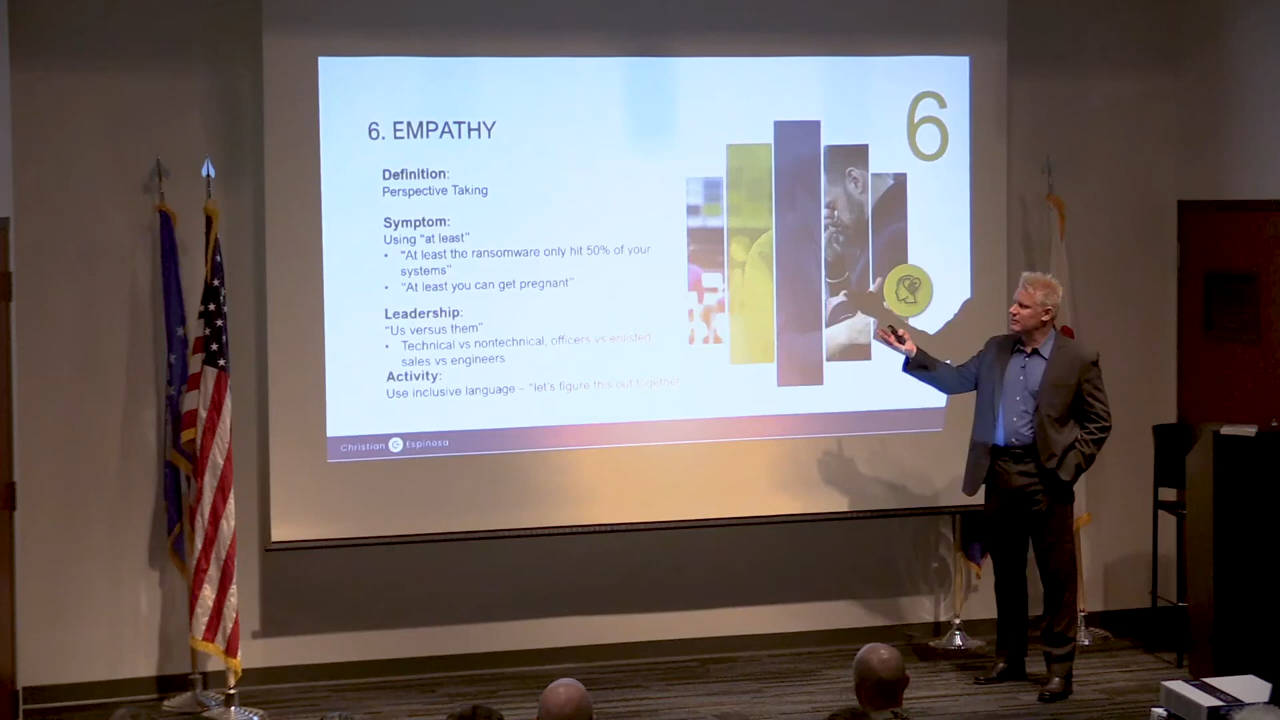 6
6. EMPATHY
Definition:
Perspective Taking
Symptom:
Using "at least"
• "At least the ransomware only hit 50% of your
systems"
• "At least you can get pregnant"
Leadership:
"Us versus them"
• Technical vs nontechnical, officers vs enlisted,
sales vs engineers
Activity:
Use inclusive language – "let's figure this out together
Christian Espinosa